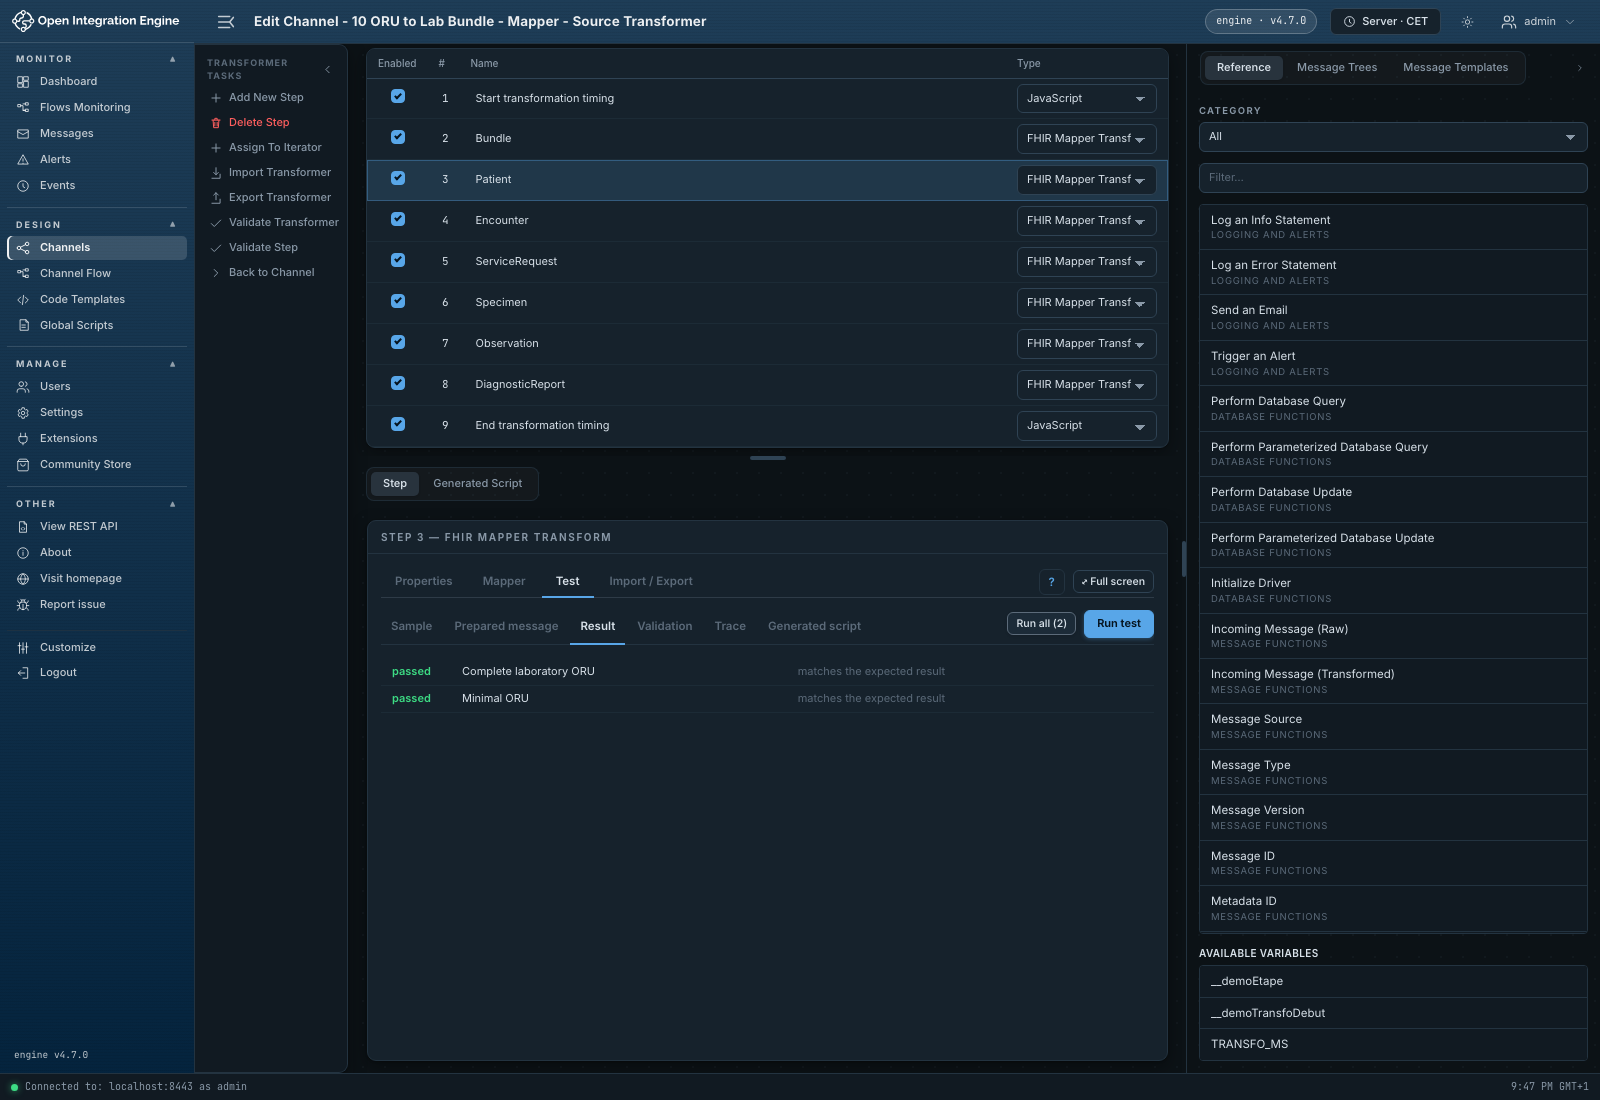 Open Integration Engine
Edit Channel - 10 ORU to Lab Bundle - Mapper - Source Transformer
engine · v4.7.0
Server · CET
admin
MONITOR
Dashboard
Flows Monitoring
Messages
Alerts
Events
DESIGN
Channels
Channel Flow
Code Templates
Global Scripts
MANAGE
Users
Settings
Extensions
Community Store
OTHER
View REST API
About
Visit homepage
Report issue
Customize
Logout
engine v4.7.0
TRANSFORMER
TASKS
Add New Step
Delete Step
Assign To Iterator
Import Transformer
Export Transformer
Validate Transformer
Validate Step
Back to Channel
Enabled # Name Type
1 Start transformation timing JavaScript
2 Bundle FHIR Mapper Transf
3 Patient FHIR Mapper Transf
4 Encounter FHIR Mapper Transf
5 ServiceRequest FHIR Mapper Transf
6 Specimen FHIR Mapper Transf
7 Observation FHIR Mapper Transf
8 DiagnosticReport FHIR Mapper Transf
9 End transformation timing JavaScript
Step Generated Script
STEP 3 — FHIR MAPPER TRANSFORM
Properties Mapper Test Import / Export ? Full screen
Sample Prepared message Result Validation Trace Generated script Run all (2) Run test
passed Complete laboratory ORU matches the expected result
passed Minimal ORU matches the expected result
Reference Message Trees Message Templates
CATEGORY
All
Filter...
Log an Info Statement
LOGGING AND ALERTS
Log an Error Statement
LOGGING AND ALERTS
Send an Email
LOGGING AND ALERTS
Trigger an Alert
LOGGING AND ALERTS
Perform Database Query
DATABASE FUNCTIONS
Perform Parameterized Database Query
DATABASE FUNCTIONS
Perform Database Update
DATABASE FUNCTIONS
Perform Parameterized Database Update
DATABASE FUNCTIONS
Initialize Driver
DATABASE FUNCTIONS
Incoming Message (Raw)
MESSAGE FUNCTIONS
Incoming Message (Transformed)
MESSAGE FUNCTIONS
Message Source
MESSAGE FUNCTIONS
Message Type
MESSAGE FUNCTIONS
Message Version
MESSAGE FUNCTIONS
Message ID
MESSAGE FUNCTIONS
Metadata ID
MESSAGE FUNCTIONS
AVAILABLE VARIABLES
__demoEtape
__demoTransfoDebut
TRANSFO_MS
Connected to: localhost:8443 as admin
9:47 PM GMT+1